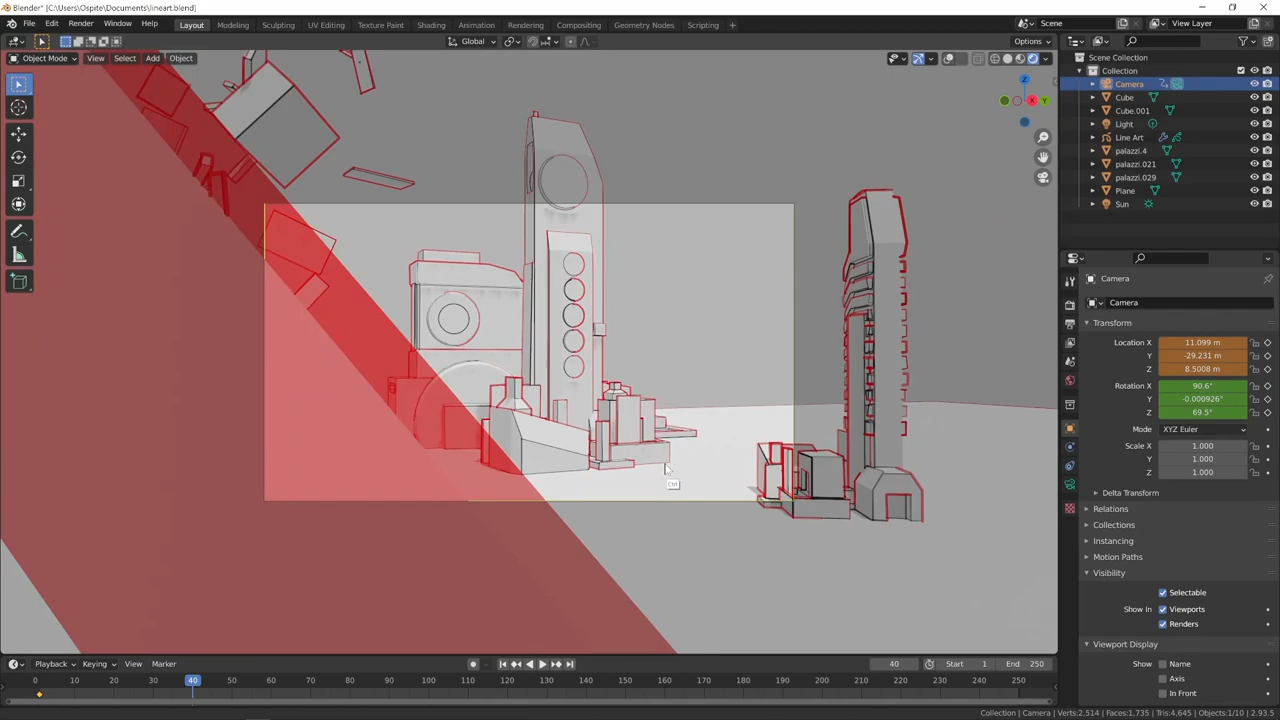 Blender* [C:\Users\Ospite\Documents\lineart.blend]
File Edit Render Window Help Layout Modeling Sculpting UV Editing Texture Paint Shading Animation Rendering Compositing Geometry Nodes Scripting + Scene View Layer
Global Options
Object Mode View Select Add Object
Scene Collection
Collection
Camera
Cube
Cube.001
Light
Line Art
palazzi.4
palazzi.021
palazzi.029
Plane
Sun
Z
X
Y
Camera
Camera
Transform
Location X 11.099 m
Y -29.231 m
Z 8.5008 m
Rotation X 90.6°
Y -0.000926°
Z 69.5°
Mode XYZ Euler
Scale X 1.000
Y 1.000
Z 1.000
Delta Transform
Relations
Collections
Instancing
Motion Paths
Visibility
Selectable
Show In Viewports
Renders
Viewport Display
Show Name
Axis
In Front
Ctrl
Playback Keying View Marker 40 Start 1 End 250
0 10 20 30 40 50 60 70 80 90 100 110 120 130 140 150 160 170 180 190 200 210 220 230 240 250
Collection | Camera | Verts:2,514 | Faces:1,735 | Tris:4,645 | Objects:1/10 | 2.93.5